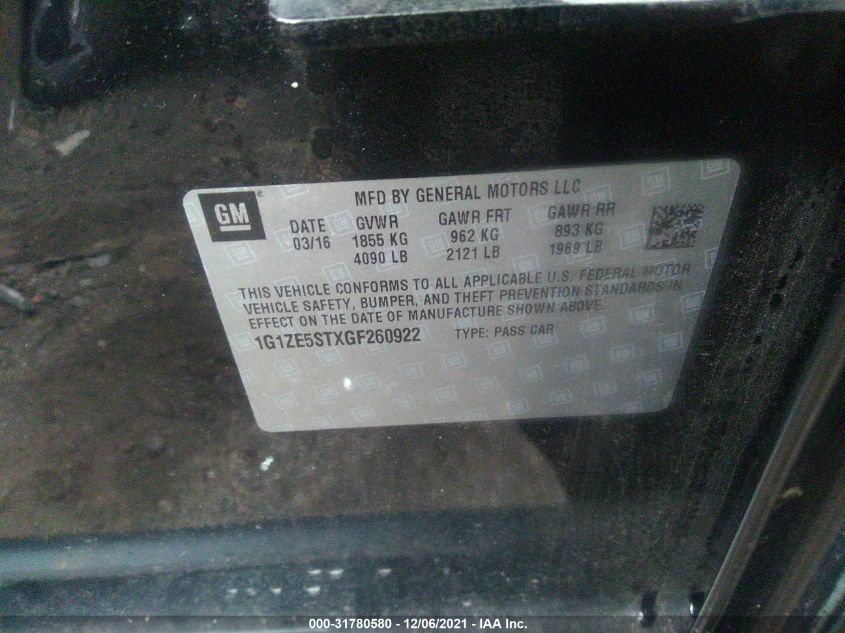 GM
MFD BY GENERAL MOTORS LLC
DATE GVWR GAWR FRT GAWR RR
03/16 1855 KG 962 KG 893 KG
4090 LB 2121 LB 1969 LB
THIS VEHICLE CONFORMS TO ALL APPLICABLE U.S. FEDERAL MOTOR
VEHICLE SAFETY, BUMPER, AND THEFT PREVENTION STANDARDS IN
EFFECT ON THE DATE OF MANUFACTURE SHOWN ABOVE.
1G1ZE5STXGF260922 TYPE: PASS CAR
000-31780580 - 12/06/2021 - IAA Inc.